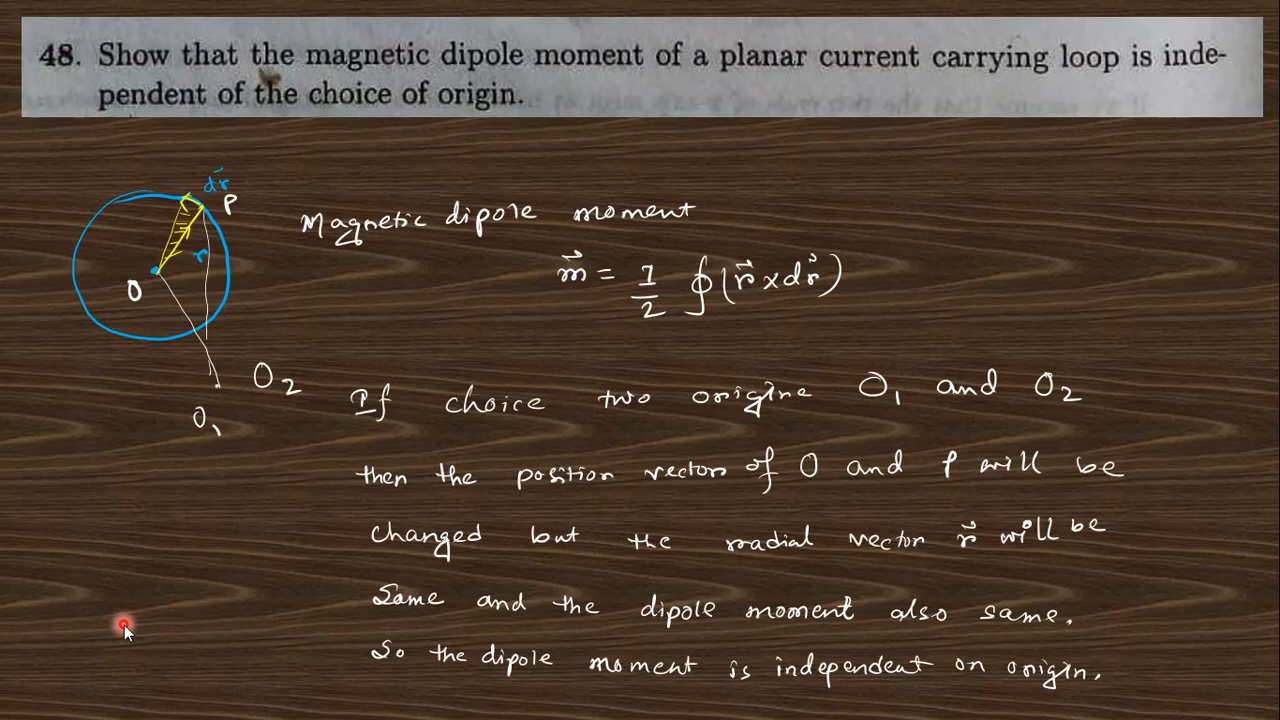 48. Show that the magnetic dipole moment of a planar current carrying loop is inde-
pendent of the choice of origin.
dr⃗
P
r
O
O₂
O₁
Magnetic dipole moment
m⃗ = 1/2 ∮(r⃗ × dr⃗)
If choice two origine O₁ and O₂
then the position vector of O and P will be
changed but the radial vector r⃗ will be
Same and the dipole moment also same.
So the dipole moment is independent on origin.